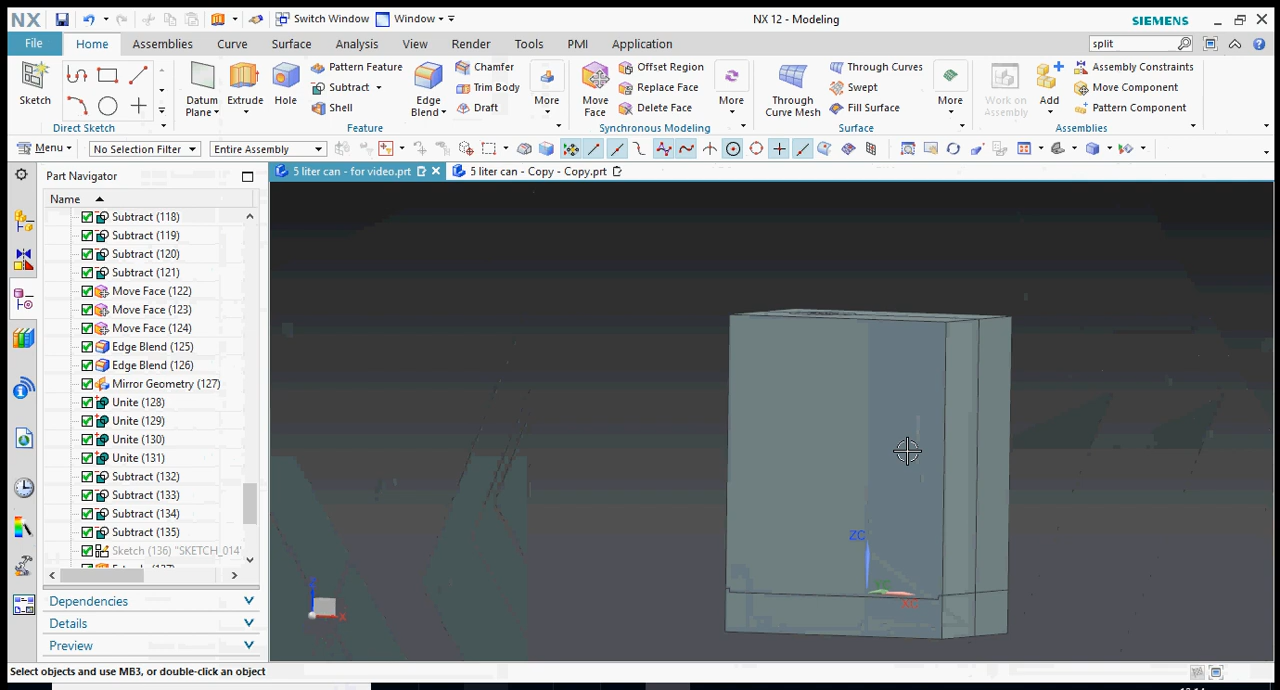 NX Switch Window Window NX 12 - Modeling SIEMENS
File Home Assemblies Curve Surface Analysis View Render Tools PMI Application split
Sketch
Direct Sketch
Datum Plane Extrude Hole Pattern Feature Subtract Shell Edge Blend Chamfer Trim Body Draft More
Feature
Move Face Offset Region Replace Face Delete Face More
Synchronous Modeling
Through Curve Mesh Through Curves Swept Fill Surface More
Surface
Work on Assembly Add Assembly Constraints Move Component Pattern Component
Assemblies
Menu No Selection Filter Entire Assembly
Part Navigator 5 liter can - for video.prt 5 liter can - Copy - Copy.prt
Name
Subtract (118)
Subtract (119)
Subtract (120)
Subtract (121)
Move Face (122)
Move Face (123)
Move Face (124)
Edge Blend (125)
Edge Blend (126)
Mirror Geometry (127)
Unite (128)
Unite (129)
Unite (130)
Unite (131)
Subtract (132)
Subtract (133)
Subtract (134)
Subtract (135)
Sketch (136) "SKETCH_014'
Dependencies
Details
Preview
ZC
YC
XC
X
Select objects and use MB3, or double-click an object